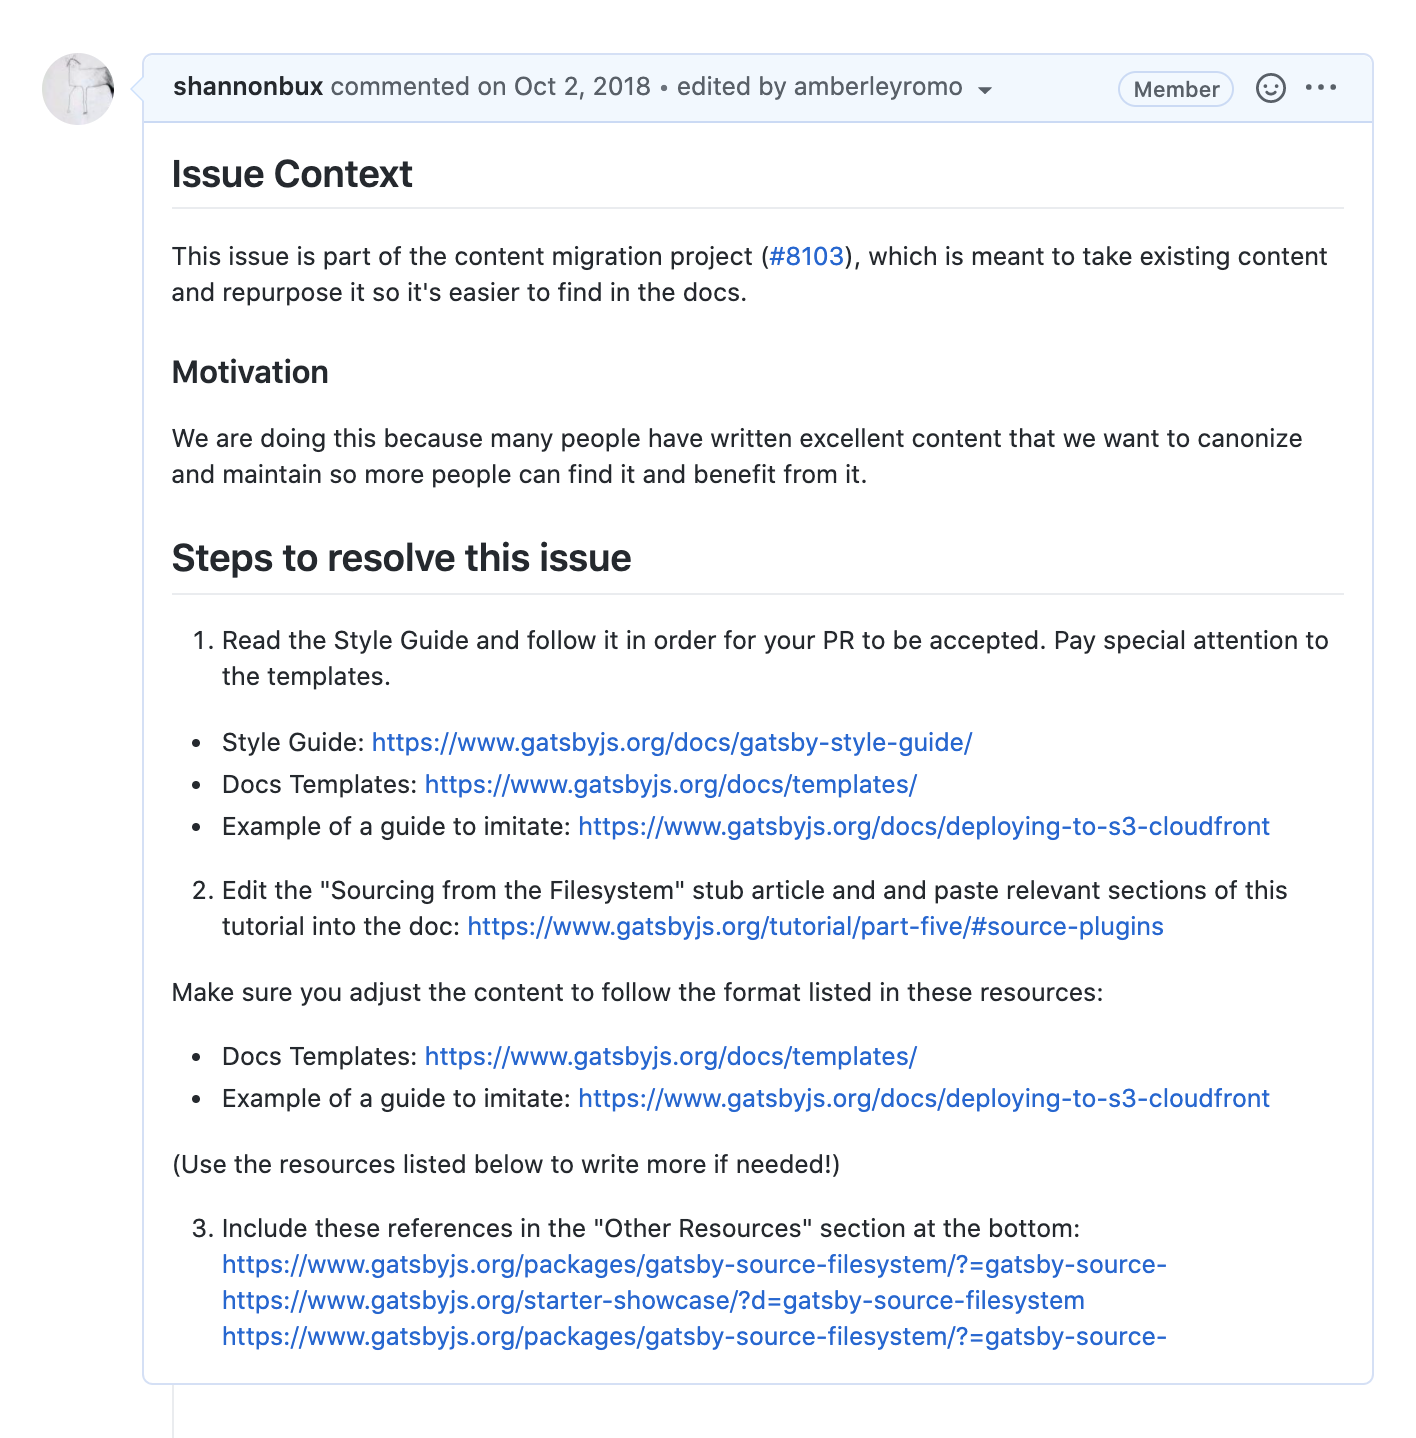 shannonbux commented on Oct 2, 2018 • edited by amberleyromo
Member
Issue Context
This issue is part of the content migration project (#8103), which is meant to take existing content
and repurpose it so it's easier to find in the docs.
Motivation
We are doing this because many people have written excellent content that we want to canonize
and maintain so more people can find it and benefit from it.
Steps to resolve this issue
1. Read the Style Guide and follow it in order for your PR to be accepted. Pay special attention to
the templates.
• Style Guide: https://www.gatsbyjs.org/docs/gatsby-style-guide/
• Docs Templates: https://www.gatsbyjs.org/docs/templates/
• Example of a guide to imitate: https://www.gatsbyjs.org/docs/deploying-to-s3-cloudfront
2. Edit the "Sourcing from the Filesystem" stub article and and paste relevant sections of this
tutorial into the doc: https://www.gatsbyjs.org/tutorial/part-five/#source-plugins
Make sure you adjust the content to follow the format listed in these resources:
• Docs Templates: https://www.gatsbyjs.org/docs/templates/
• Example of a guide to imitate: https://www.gatsbyjs.org/docs/deploying-to-s3-cloudfront
(Use the resources listed below to write more if needed!)
3. Include these references in the "Other Resources" section at the bottom:
https://www.gatsbyjs.org/packages/gatsby-source-filesystem/?=gatsby-source-
https://www.gatsbyjs.org/starter-showcase/?d=gatsby-source-filesystem
https://www.gatsbyjs.org/packages/gatsby-source-filesystem/?=gatsby-source-